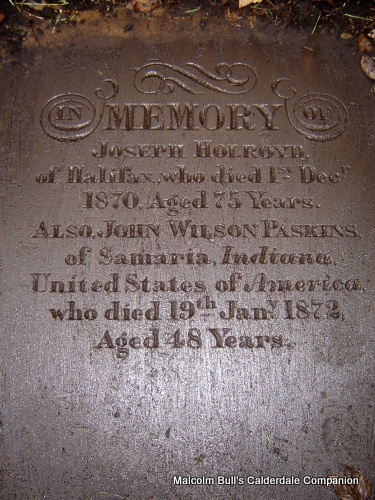 IN MEMORY OF
JOSEPH HOLROYD,
of Halifax, who died 1st Decr.
1870, Aged 75 Years.
ALSO, JOHN WILSON PASKINS,
of Samaria, Indiana,
United States of America,
who died 19th Jany. 1872,
Aged 48 Years.
Malcolm Bull's Calderdale Companion